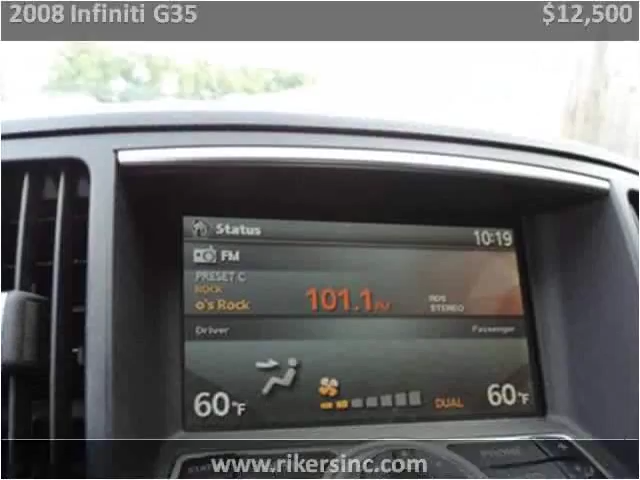 2008 Infiniti G35 $12,500
Status 10:19
FM
PRESET C
ROCK
o's Rock 101.1
RDS
STEREO
Driver Passenger
60°F DUAL 60°F
www.rikersinc.com